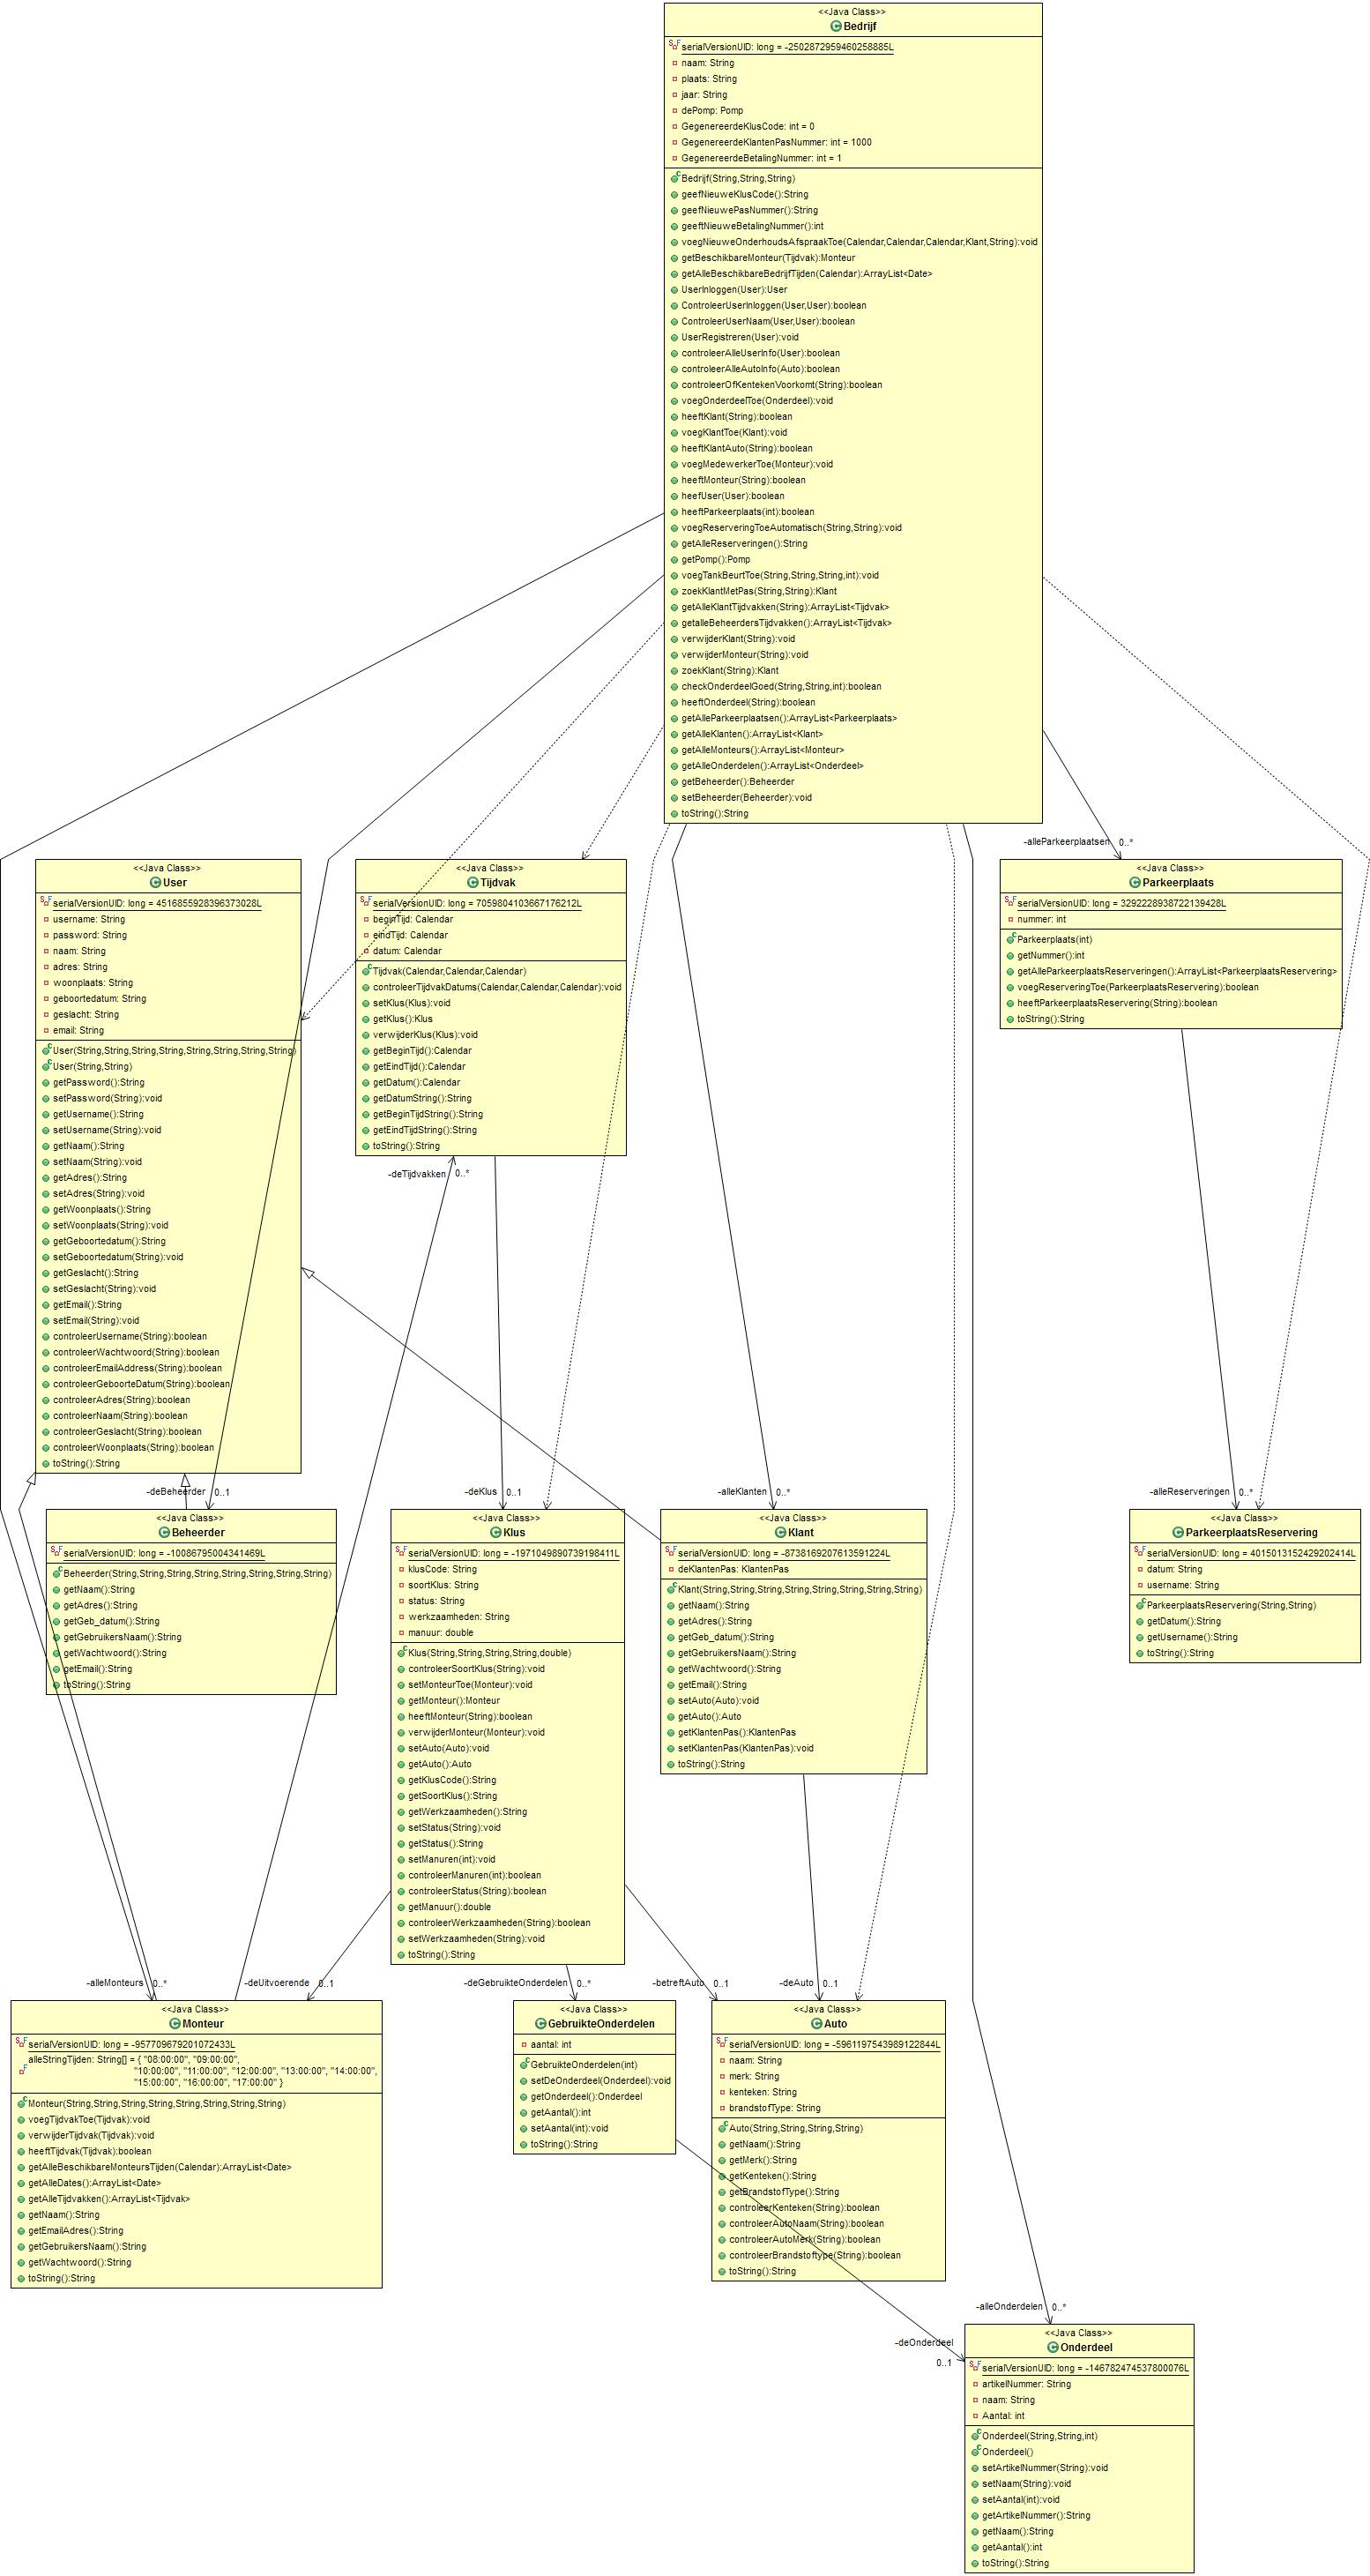 <<Java Class>>
Bedrijf
serialVersionUID: long = -2502872959460258885L
naam: String
plaats: String
jaar: String
dePomp: Pomp
GegenereerdeKlusCode: int = 0
GegenereerdeKlantenPasNummer: int = 1000
GegenereerdeBetalingNummer: int = 1
Bedrijf(String,String,String)
geefNieuweKlusCode():String
geefNieuwePasNummer():String
geeftNieuweBetalingNummer():int
voegNieuweOnderhoudsAfspraakToe(Calendar,Calendar,Calendar,Klant,String):void
getBeschikbareMonteur(Tijdvak):Monteur
getAlleBeschikbareBedrijfTijden(Calendar):ArrayList<Date>
UserInloggen(User):User
ControleerUserInloggen(User,User):boolean
ControleerUserNaam(User,User):boolean
UserRegistreren(User):void
controleerAlleUserInfo(User):boolean
controleerAlleAutoInfo(Auto):boolean
controleerOfKentekenVoorkomt(String):boolean
voegOnderdeelToe(Onderdeel):void
heeftKlant(String):boolean
voegKlantToe(Klant):void
heeftKlantAuto(String):boolean
voegMedewerkerToe(Monteur):void
heeftMonteur(String):boolean
heefUser(User):boolean
heeftParkeerplaats(int):boolean
voegReserveringToeAutomatisch(String,String):void
getAlleReserveringen():String
getPomp():Pomp
voegTankBeurtToe(String,String,String,int):void
zoekKlantMetPas(String,String):Klant
getAlleKlantTijdvakken(String):ArrayList<Tijdvak>
getalleBeheerdersTijdvakken():ArrayList<Tijdvak>
verwijderKlant(String):void
verwijderMonteur(String):void
zoekKlant(String):Klant
checkOnderdeelGoed(String,String,int):boolean
heeftOnderdeel(String):boolean
getAlleParkeerplaatsen():ArrayList<Parkeerplaats>
getAlleKlanten():ArrayList<Klant>
getAlleMonteurs():ArrayList<Monteur>
getAlleOnderdelen():ArrayList<Onderdeel>
getBeheerder():Beheerder
setBeheerder(Beheerder):void
toString():String
-alleParkeerplaatsen 0..*
<<Java Class>>
User
serialVersionUID: long = 4516855928396373028L
username: String
password: String
naam: String
adres: String
woonplaats: String
geboortedatum: String
geslacht: String
email: String
User(String,String,String,String,String,String,String,String)
User(String,String)
getPassword():String
setPassword(String):void
getUsername():String
setUsername(String):void
getNaam():String
setNaam(String):void
getAdres():String
setAdres(String):void
getWoonplaats():String
setWoonplaats(String):void
getGeboortedatum():String
setGeboortedatum(String):void
getGeslacht():String
setGeslacht(String):void
getEmail():String
setEmail(String):void
controleerUsername(String):boolean
controleerWachtwoord(String):boolean
controleerEmailAddress(String):boolean
controleerGeboorteDatum(String):boolean
controleerAdres(String):boolean
controleerNaam(String):boolean
controleerGeslacht(String):boolean
controleerWoonplaats(String):boolean
toString():String
<<Java Class>>
Tijdvak
serialVersionUID: long = 7059804103667176212L
beginTijd: Calendar
eindTijd: Calendar
datum: Calendar
Tijdvak(Calendar,Calendar,Calendar)
controleerTijdvakDatums(Calendar,Calendar,Calendar):void
setKlus(Klus):void
getKlus():Klus
verwijderKlus(Klus):void
getBeginTijd():Calendar
getEindTijd():Calendar
getDatum():Calendar
getDatumString():String
getBeginTijdString():String
getEindTijdString():String
toString():String
-deTijdvakken 0..*
<<Java Class>>
Parkeerplaats
serialVersionUID: long = 3292228938722139428L
nummer: int
Parkeerplaats(int)
getNummer():int
getAlleParkeerplaatsReserveringen():ArrayList<ParkeerplaatsReservering>
voegReserveringToe(ParkeerplaatsReservering):boolean
heeftParkeerplaatsReservering(String):boolean
toString():String
-deBeheerder 0..1
-deKlus 0..1
-alleKlanten 0..*
-alleReserveringen 0..*
<<Java Class>>
Beheerder
serialVersionUID: long = -10086795004341469L
Beheerder(String,String,String,String,String,String,String,String)
getNaam():String
getAdres():String
getGeb_datum():String
getGebruikersNaam():String
getWachtwoord():String
getEmail():String
toString():String
<<Java Class>>
Klus
serialVersionUID: long = -1971049890739198411L
klusCode: String
soortKlus: String
status: String
werkzaamheden: String
manuur: double
Klus(String,String,String,String,double)
controleerSoortKlus(String):void
setMonteurToe(Monteur):void
getMonteur():Monteur
heeftMonteur(String):boolean
verwijderMonteur(Monteur):void
setAuto(Auto):void
getAuto():Auto
getKlusCode():String
getSoortKlus():String
getWerkzaamheden():String
setStatus(String):void
getStatus():String
setManuren(int):void
controleerManuren(int):boolean
controleerStatus(String):boolean
getManuur():double
controleerWerkzaamheden(String):boolean
setWerkzaamheden(String):void
toString():String
<<Java Class>>
Klant
serialVersionUID: long = -8738169207613591224L
deKlantenPas: KlantenPas
Klant(String,String,String,String,String,String,String,String)
getNaam():String
getAdres():String
getGeb_datum():String
getGebruikersNaam():String
getWachtwoord():String
getEmail():String
setAuto(Auto):void
getAuto():Auto
getKlantenPas():KlantenPas
setKlantenPas(KlantenPas):void
toString():String
<<Java Class>>
ParkeerplaatsReservering
serialVersionUID: long = 4015013152429202414L
datum: String
username: String
ParkeerplaatsReservering(String,String)
getDatum():String
getUsername():String
toString():String
-alleMonteurs 0..*
-deUitvoerende 0..1
-deGebruikteOnderdelen 0..*
-betreftAuto 0..1
-deAuto 0..1
<<Java Class>>
Monteur
serialVersionUID: long = -9577096792010724​33L
alleStringTijden: String[] = { "08:00:00", "09:00:00",
"10:00:00", "11:00:00", "12:00:00", "13:00:00", "14:00:00",
"15:00:00", "16:00:00", "17:00:00" }
Monteur(String,String,String,String,String,String,String,String)
voegTijdvakToe(Tijdvak):void
verwijderTijdvak(Tijdvak):void
heeftTijdvak(Tijdvak):boolean
getAlleBeschikbareMonteursTijden(Calendar):ArrayList<Date>
getAlleDates():ArrayList<Date>
getAlleTijdvakken():ArrayList<Tijdvak>
getNaam():String
getEmailAdres():String
getGebruikersNaam():String
getWachtwoord():String
toString():String
<<Java Class>>
GebruikteOnderdelen
aantal: int
GebruikteOnderdelen(int)
setDeOnderdeel(Onderdeel):void
getOnderdeel():Onderdeel
getAantal():int
setAantal(int):void
toString():String
<<Java Class>>
Auto
serialVersionUID: long = -5961197543989122844L
naam: String
merk: String
kenteken: String
brandstofType: String
Auto(String,String,String,String)
getNaam():String
getMerk():String
getKenteken():String
getBrandstofType():String
controleerKenteken(String):boolean
controleerAutoNaam(String):boolean
controleerAutoMerk(String):boolean
controleerBrandstoftype(String):boolean
toString():String
-alleOnderdelen 0..*
-deOnderdeel
0..1
<<Java Class>>
Onderdeel
serialVersionUID: long = -146782474537800076L
artikelNummer: String
naam: String
Aantal: int
Onderdeel(String,String,int)
Onderdeel()
setArtikelNummer(String):void
setNaam(String):void
setAantal(int):void
getArtikelNummer():String
getNaam():String
getAantal():int
toString():String